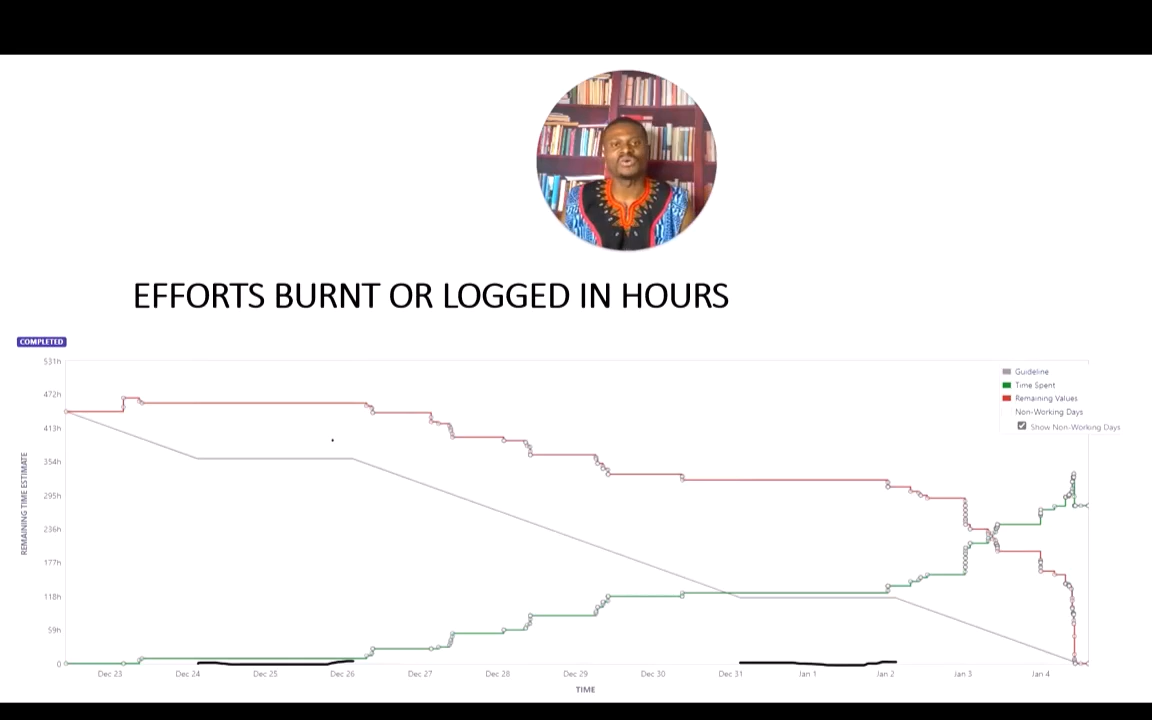 EFFORTS BURNT OR LOGGED IN HOURS
COMPLETED
531h
472h
413h
354h
295h
236h
177h
118h
59h
0
REMAINING TIME ESTIMATE
Guideline
Time Spent
Remaining Values
Non-Working Days
Show Non-Working Days
Dec 23 Dec 24 Dec 25 Dec 26 Dec 27 Dec 28 Dec 29 Dec 30 Dec 31 Jan 1 Jan 2 Jan 3 Jan 4
TIME